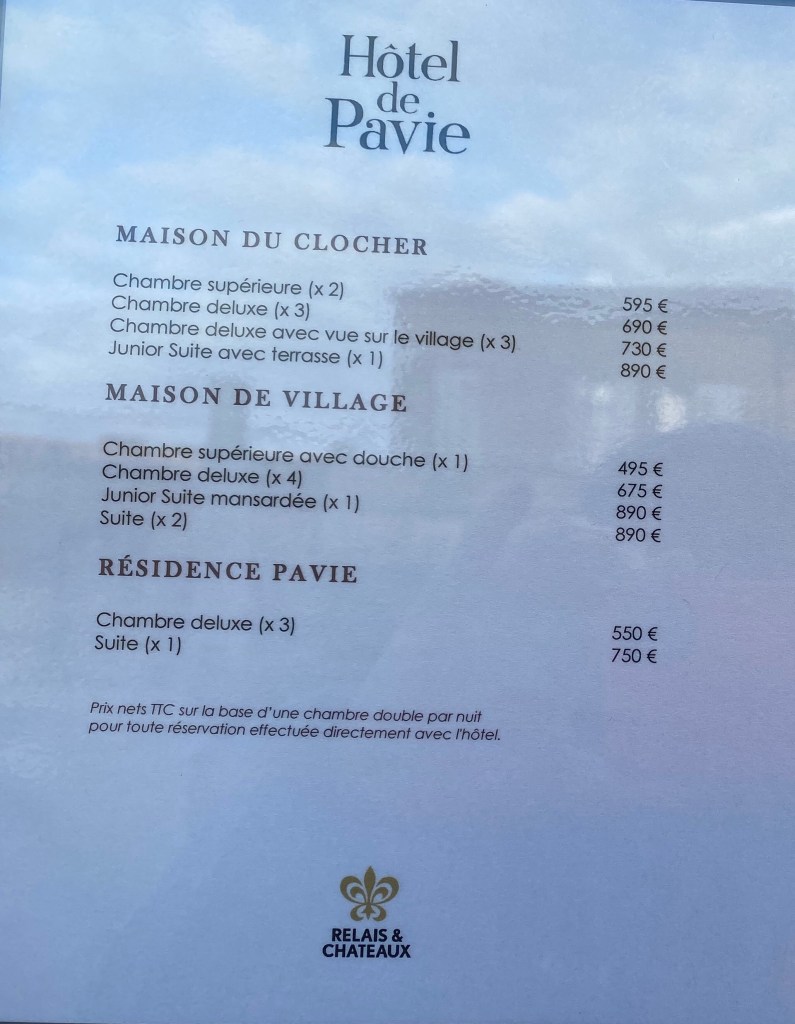 Hôtel
de
Pavie
MAISON DU CLOCHER
Chambre supérieure (x 2) 595 €
Chambre deluxe (x 3) 690 €
Chambre deluxe avec vue sur le village (x 3) 730 €
Junior Suite avec terrasse (x 1) 890 €
MAISON DE VILLAGE
Chambre supérieure avec douche (x 1) 495 €
Chambre deluxe (x 4) 675 €
Junior Suite mansardée (x 1) 890 €
Suite (x 2) 890 €
RÉSIDENCE PAVIE
Chambre deluxe (x 3) 550 €
Suite (x 1) 750 €
Prix nets TTC sur la base d'une chambre double par nuit
pour toute réservation effectuée directement avec l'hôtel.
RELAIS &
CHATEAUX